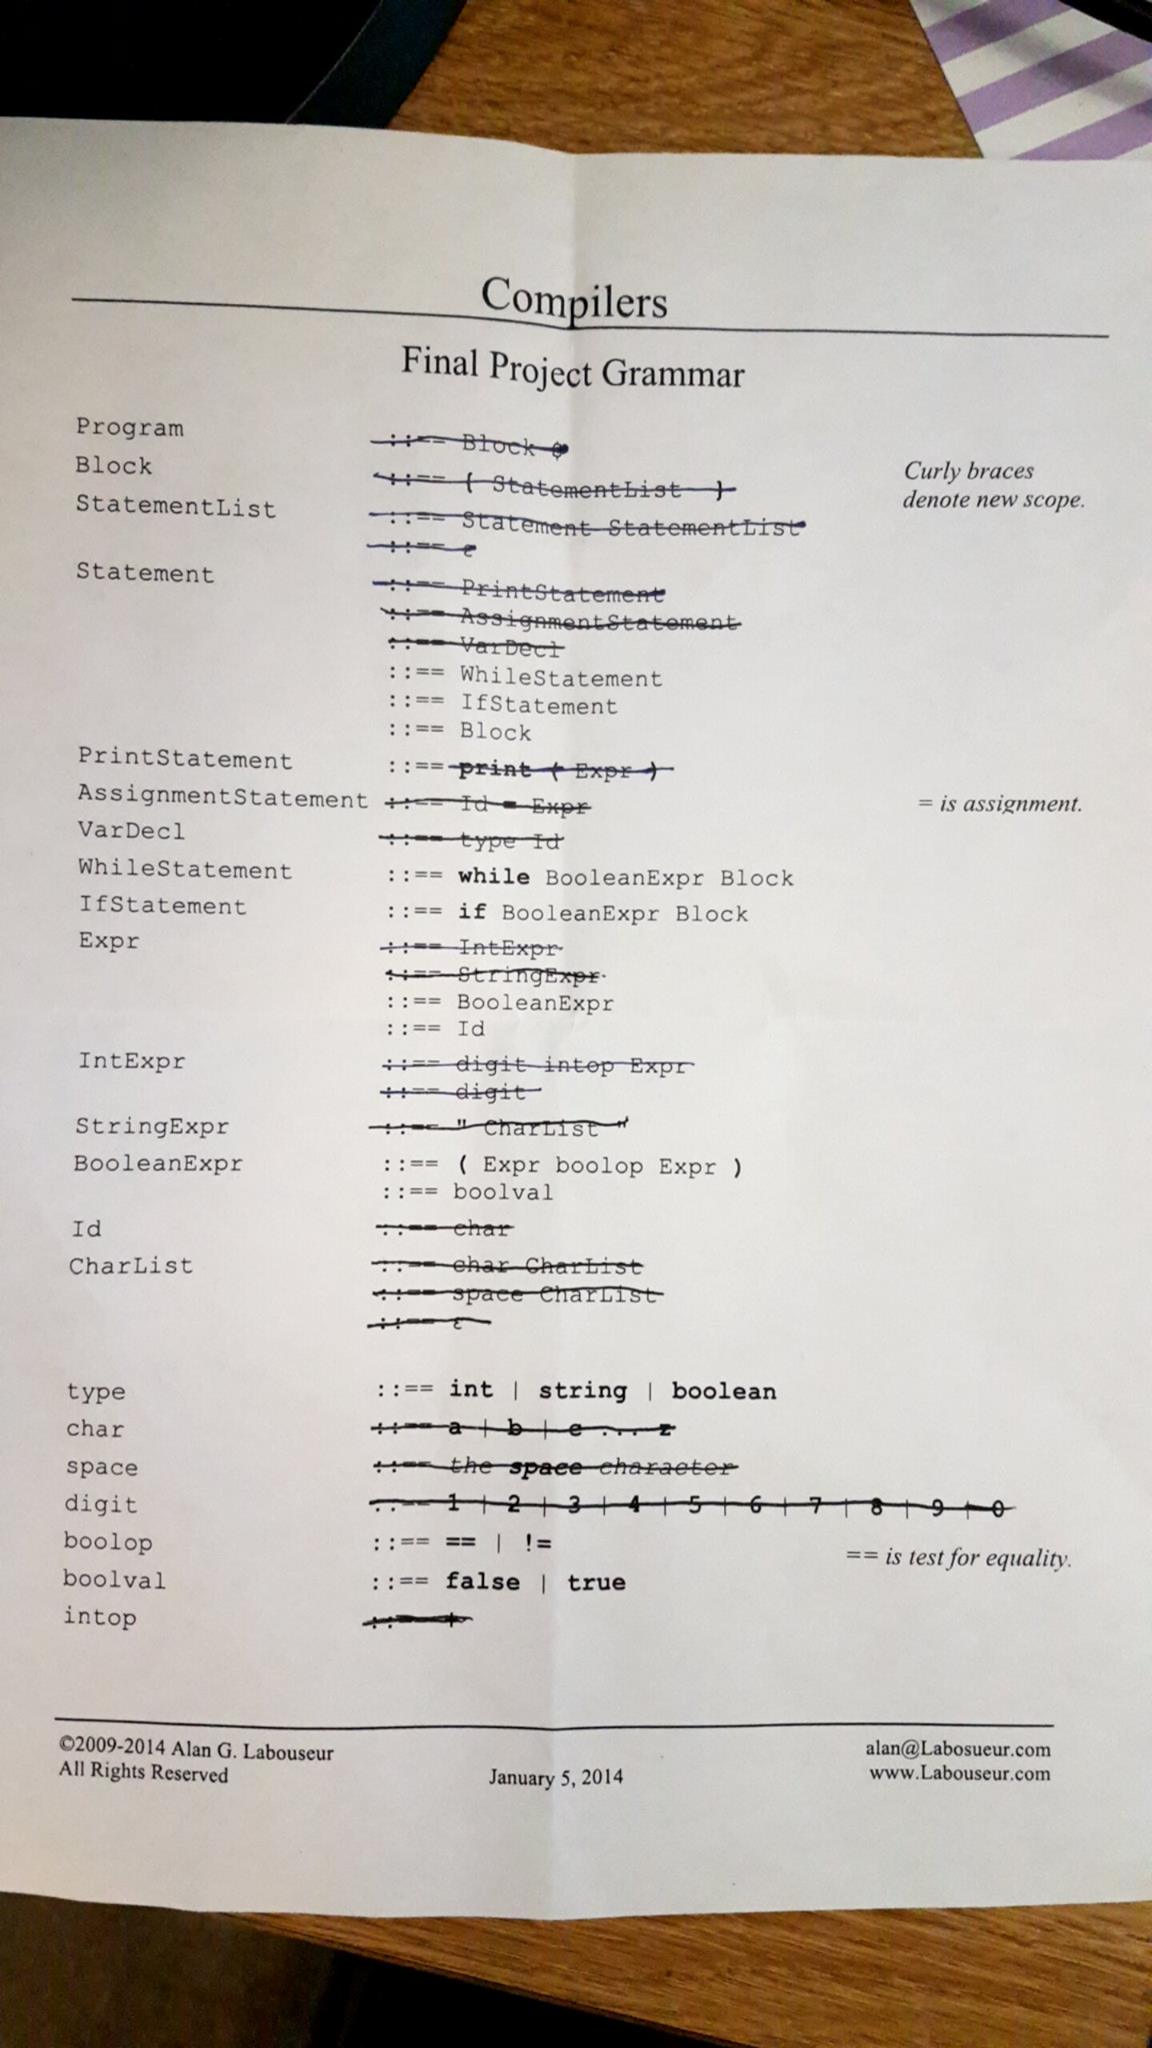 Compilers
Final Project Grammar
Program ::== Block
Block ::== { StatementList }
Curly braces
denote new scope.
StatementList ::== Statement StatementList
::== ε
Statement ::== PrintStatement
::== AssignmentStatement
::== VarDecl
::== WhileStatement
::== IfStatement
::== Block
PrintStatement ::== print ( Expr )
AssignmentStatement ::== Id = Expr = is assignment.
VarDecl ::== type Id
WhileStatement ::== while BooleanExpr Block
IfStatement ::== if BooleanExpr Block
Expr ::== IntExpr
::== StringExpr
::== BooleanExpr
::== Id
IntExpr ::== digit intop Expr
::== digit
StringExpr ::== " CharList "
BooleanExpr ::== ( Expr boolop Expr )
::== boolval
Id ::== char
CharList ::== char CharList
::== space CharList
::== ε
type ::== int | string | boolean
char ::== a | b | c ... z
space ::== the space character
digit ::== 1 | 2 | 3 | 4 | 5 | 6 | 7 | 8 | 9 | 0
boolop ::== == | != == is test for equality.
boolval ::== false | true
intop ::== +
©2009-2014 Alan G. Labouseur
All Rights Reserved
January 5, 2014
alan@Labosueur.com
www.Labouseur.com